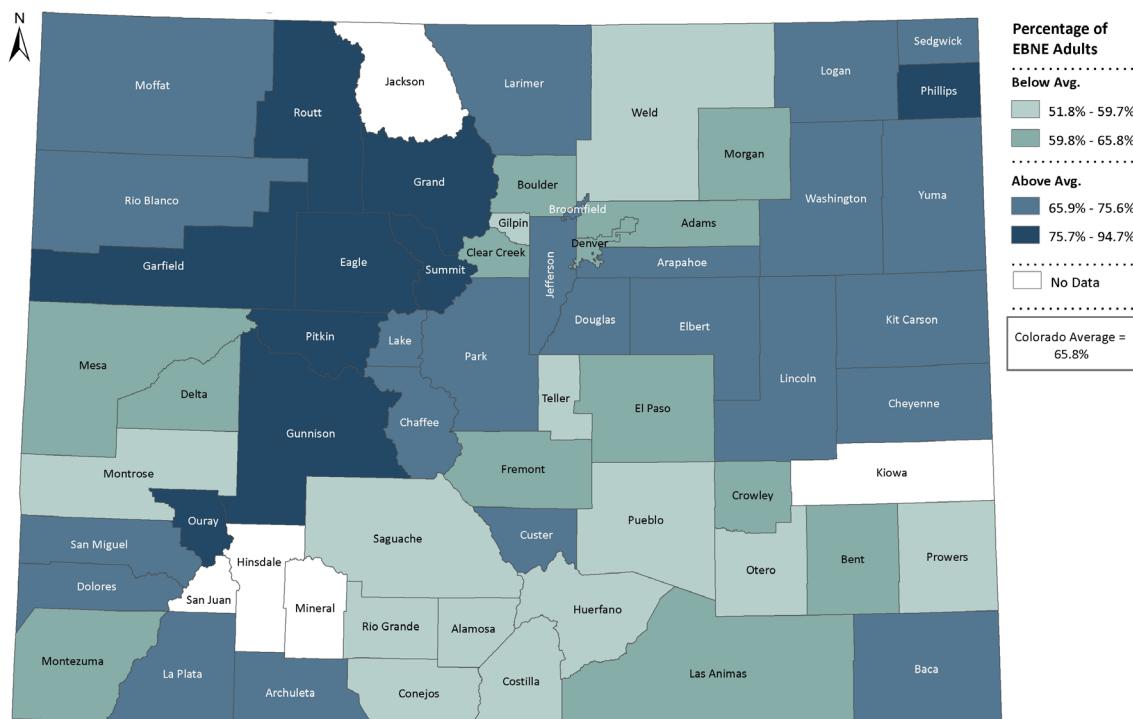 N
Moffat
Routt
Jackson
Larimer
Weld
Logan
Sedgwick
Phillips
Morgan
Grand
Boulder
Rio Blanco
Gilpin
Broomfield
Washington
Yuma
Adams
Denver
Clear Creek
Garfield
Eagle
Summit
Jefferson
Arapahoe
Pitkin
Lake
Park
Douglas
Elbert
Kit Carson
Mesa
Delta
Teller
El Paso
Lincoln
Cheyenne
Gunnison
Chaffee
Montrose
Fremont
Crowley
Kiowa
Ouray
Pueblo
San Miguel
Saguache
Custer
Hinsdale
Otero
Bent
Prowers
Dolores
San Juan
Mineral
Huerfano
Rio Grande
Alamosa
Montezuma
La Plata
Archuleta
Conejos
Costilla
Las Animas
Baca
Percentage of
EBNE Adults
Below Avg.
51.8% - 59.7%
59.8% - 65.8%
Above Avg.
65.9% - 75.6%
75.7% - 94.7%
No Data
Colorado Average =
65.8%